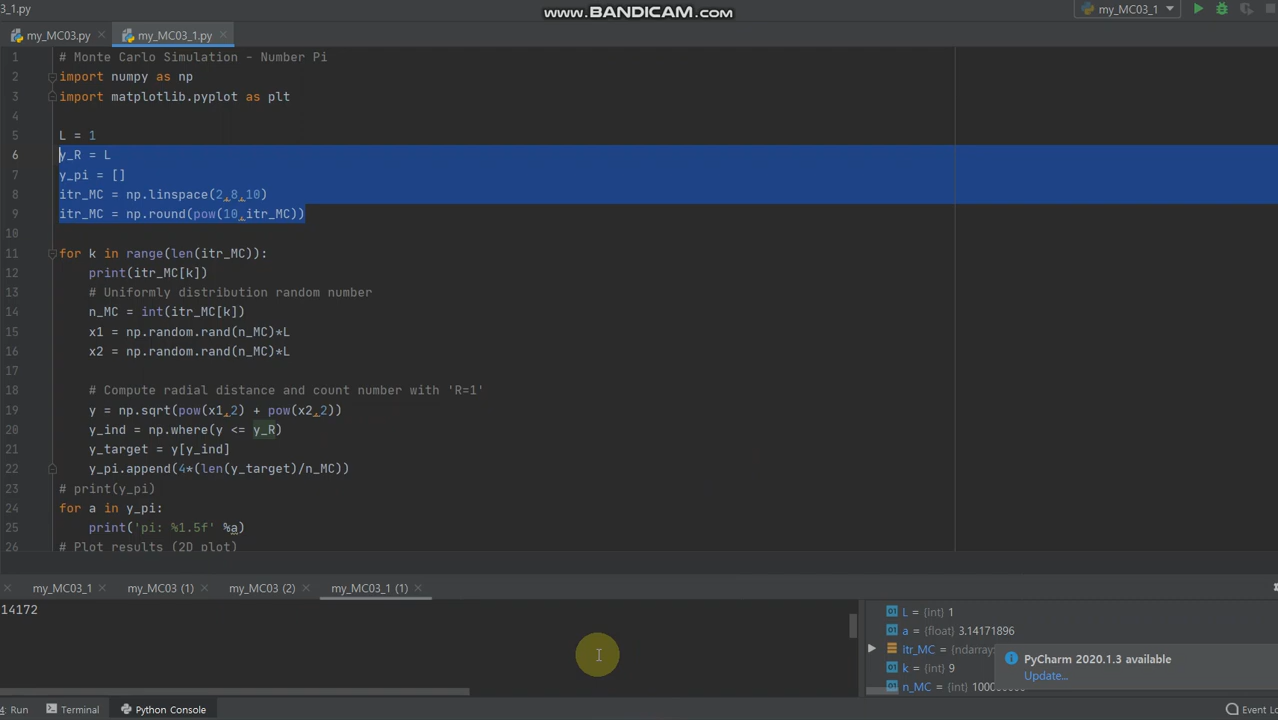 3_1.py
www.BANDICAM.com
my_MC03_1
my_MC03.py
my_MC03_1.py
1 # Monte Carlo Simulation - Number Pi
2 import numpy as np
3 import matplotlib.pyplot as plt
4
5 L = 1
6 y_R = L
7 y_pi = []
8 itr_MC = np.linspace(2,8,10)
9 itr_MC = np.round(pow(10,itr_MC))
10
11 for k in range(len(itr_MC)):
12 print(itr_MC[k])
13 # Uniformly distribution random number
14 n_MC = int(itr_MC[k])
15 x1 = np.random.rand(n_MC)*L
16 x2 = np.random.rand(n_MC)*L
17
18 # Compute radial distance and count number with 'R=1'
19 y = np.sqrt(pow(x1,2) + pow(x2,2))
20 y_ind = np.where(y <= y_R)
21 y_target = y[y_ind]
22 y_pi.append(4*(len(y_target)/n_MC))
23 # print(y_pi)
24 for a in y_pi:
25 print('pi: %1.5f' %a)
26 # Plot results (2D plot)
my_MC03_1
my_MC03 (1)
my_MC03 (2)
my_MC03_1 (1)
14172
L = {int} 1
a = {float} 3.14171896
itr_MC = {ndarray:
k = {int} 9
n_MC = {int}
PyCharm 2020.1.3 available
Update...
4: Run
Terminal
Python Console
Event Lo